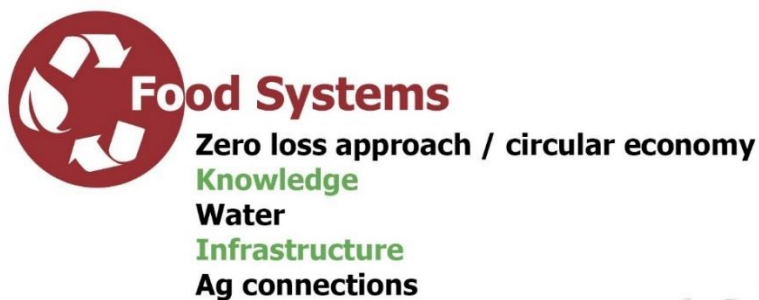 Food Systems
Zero loss approach / circular economy
Knowledge
Water
Infrastructure
Ag connections